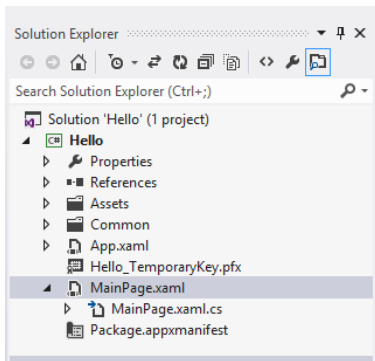 Solution Explorer
Search Solution Explorer (Ctrl+;)
Solution 'Hello' (1 project)
C# Hello
Properties
References
Assets
Common
App.xaml
Hello_TemporaryKey.pfx
MainPage.xaml
MainPage.xaml.cs
Package.appxmanifest